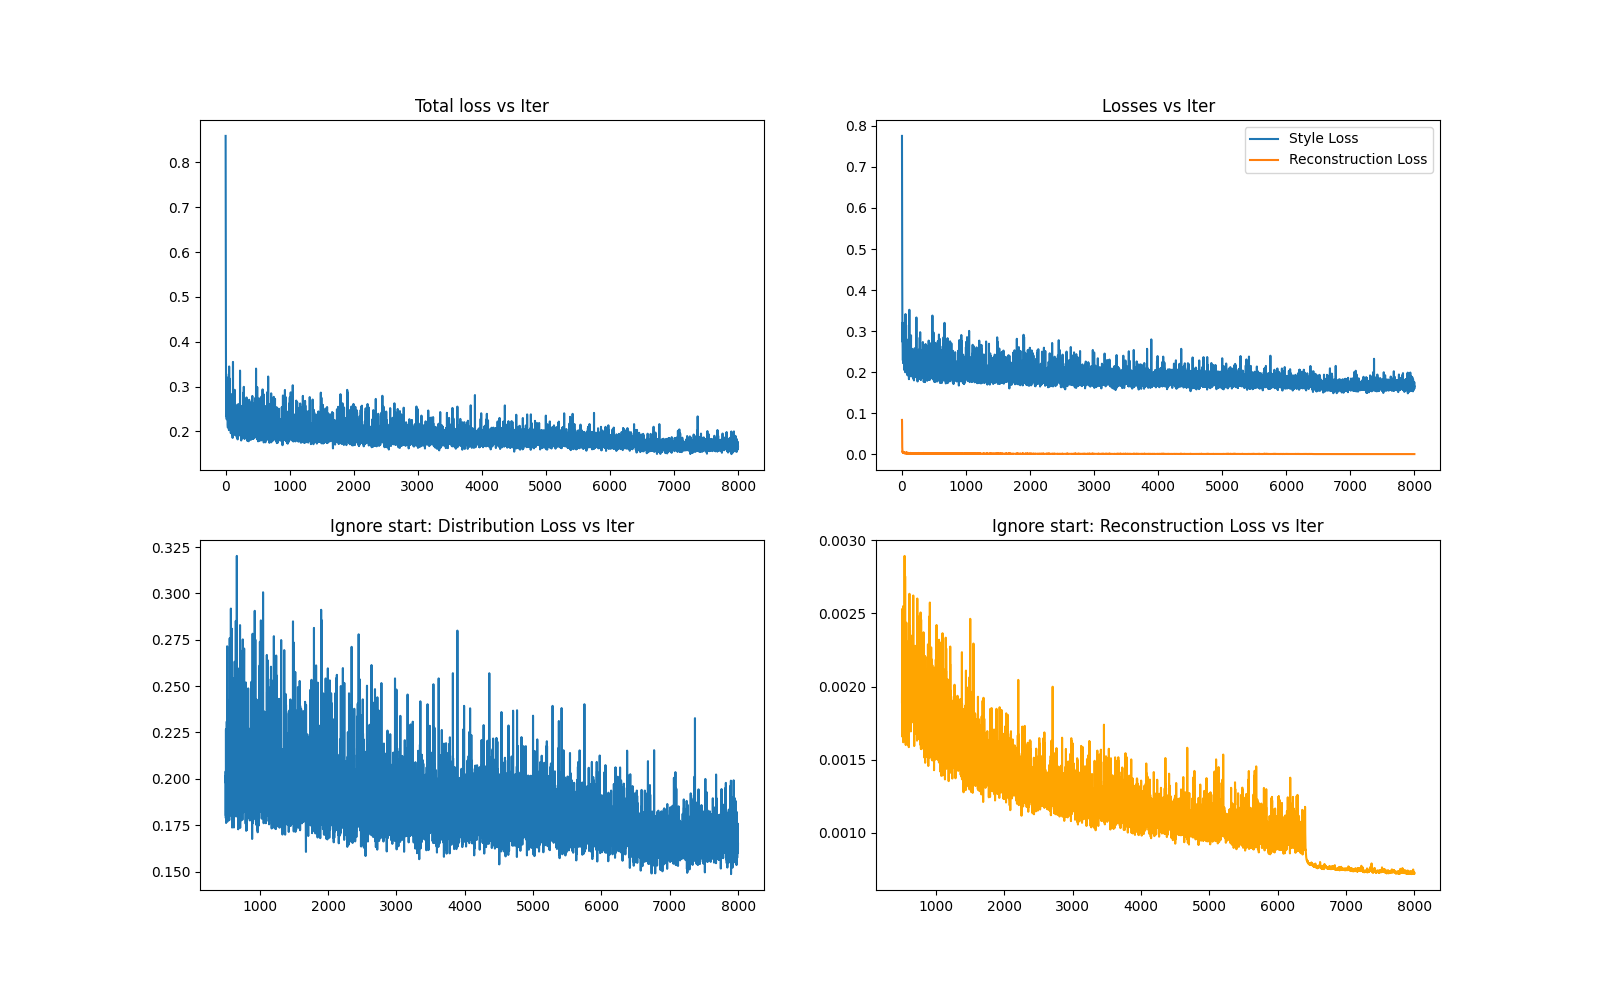 Total loss vs Iter
0.8
0.7
0.6
0.5
0.4
0.3
0.2
0 1000 2000 3000 4000 5000 6000 7000 8000
Losses vs Iter
Style Loss
Reconstruction Loss
0.8
0.7
0.6
0.5
0.4
0.3
0.2
0.1
0.0
0 1000 2000 3000 4000 5000 6000 7000 8000
Ignore start: Distribution Loss vs Iter
0.325
0.300
0.275
0.250
0.225
0.200
0.175
0.150
1000 2000 3000 4000 5000 6000 7000 8000
Ignore start: Reconstruction Loss vs Iter
0.0030
0.0025
0.0020
0.0015
0.0010
1000 2000 3000 4000 5000 6000 7000 8000